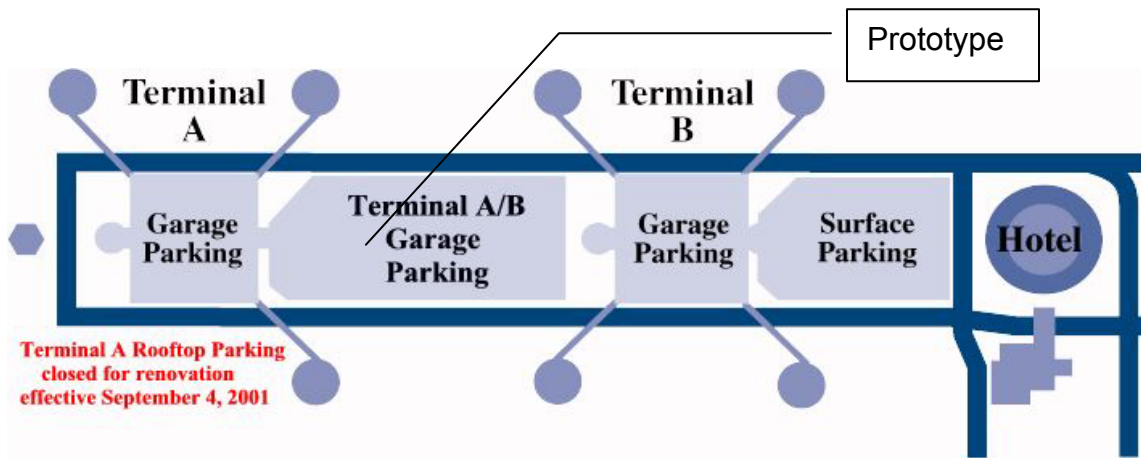 Prototype
Terminal
A
Terminal
B
Garage
Parking
Terminal A/B
Garage
Parking
Garage
Parking
Surface
Parking
Hotel
Terminal A Rooftop Parking
closed for renovation
effective September 4, 2001